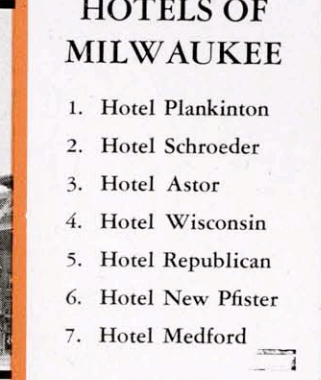 HOTELS OF
MILWAUKEE
1. Hotel Plankinton
2. Hotel Schroeder
3. Hotel Astor
4. Hotel Wisconsin
5. Hotel Republican
6. Hotel New Pfister
7. Hotel Medford